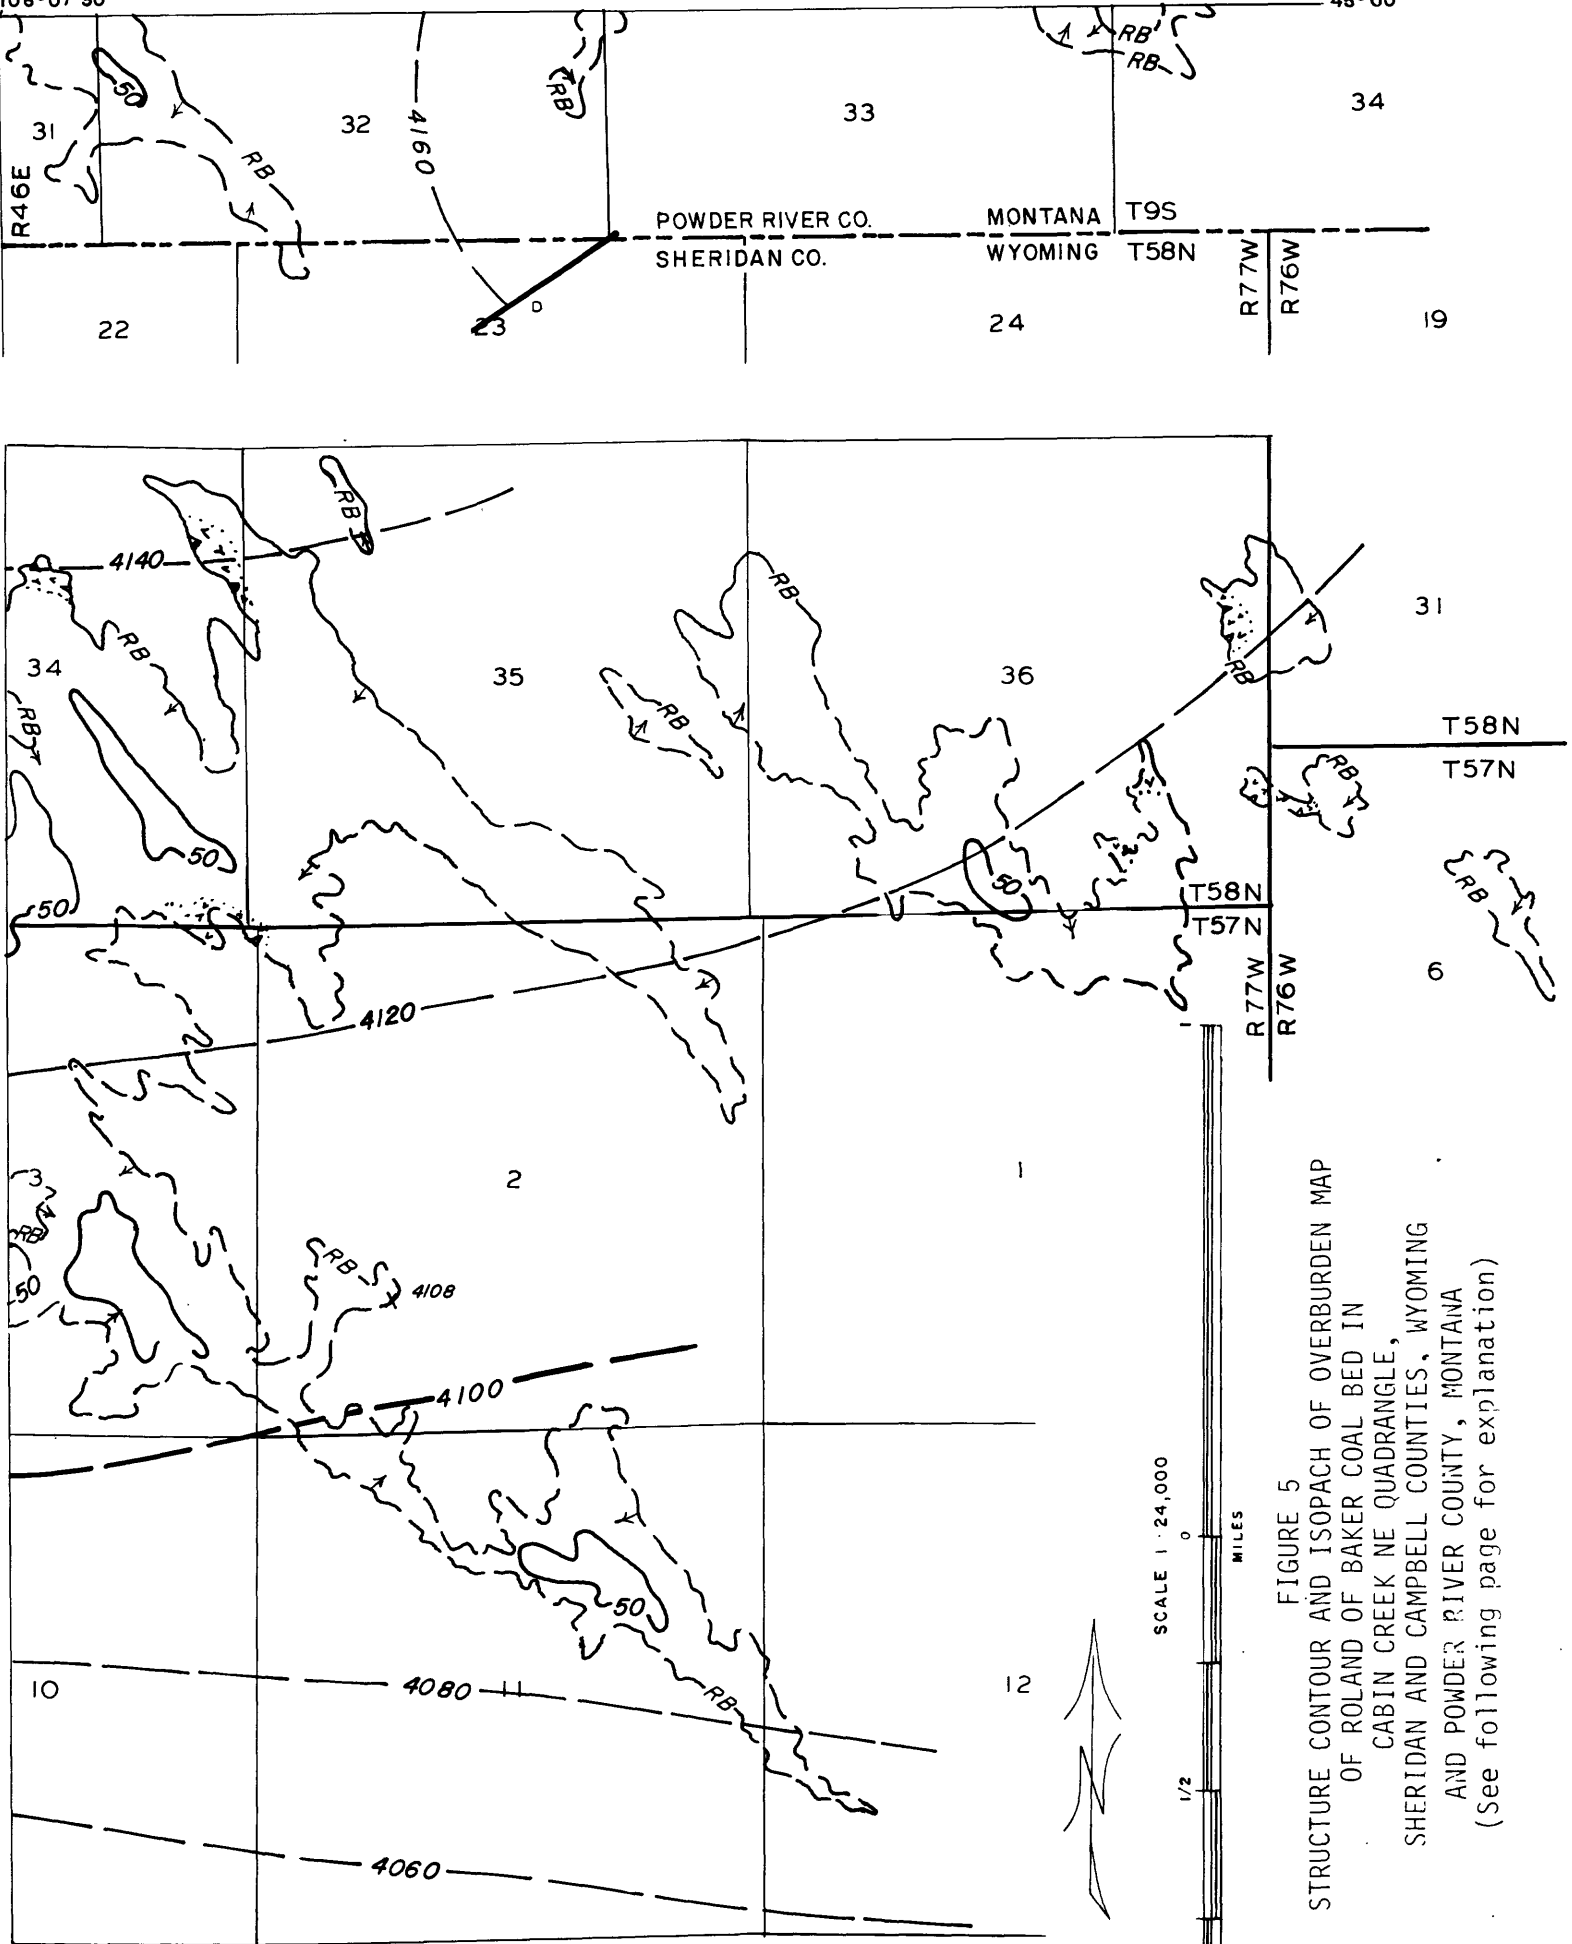 106°07'30"
45°00'
50
RB
RB
RB
RB
31
32
33
34
4160
R46E
POWDER RIVER CO.
MONTANA
T9S
SHERIDAN CO.
WYOMING
T58N
R77W
R76W
D
22
23
24
19
RB
4140
RB
RB
31
34
RB
35
RB
36
RB
RB
T58N
T57N
RB
50
50
50
T58N
T57N
RB
R77W
R76W
6
4120
1
3
2
1
RB
RB
4108
50
4100
SCALE 1:24,000
0
MILES
50
10
4080
11
RB
12
1/2
4060
FIGURE 5
STRUCTURE CONTOUR AND ISOPACH OF OVERBURDEN MAP
OF ROLAND OF BAKER COAL BED IN
CABIN CREEK NE QUADRANGLE,
SHERIDAN AND CAMPBELL COUNTIES, WYOMING
AND POWDER RIVER COUNTY, MONTANA
(See following page for explanation)